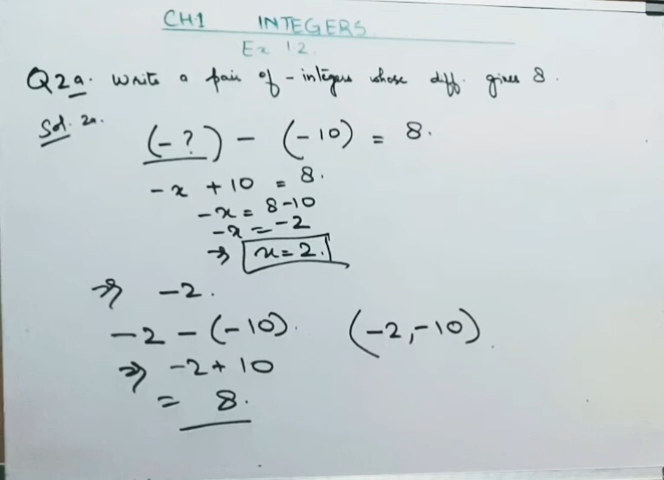 CH1 INTEGERS.
Ex 1.2.
Q2a. Write a pair of -integers whose diff. gives 8.
Sol. 2a.
(-?) - (-10) = 8.
-x + 10 = 8.
-x = 8-10
-x = -2
⇒ x=2.
⇒ -2.
-2 - (-10). (-2,-10).
⇒ -2+10
= 8.